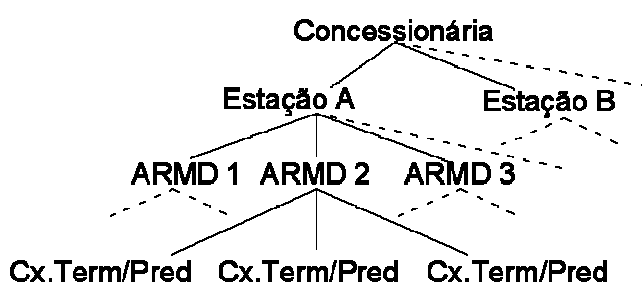 Concessionária
Estação A Estação B
ARMD 1 ARMD 2 ARMD 3
Cx.Term/Pred Cx.Term/Pred Cx.Term/Pred